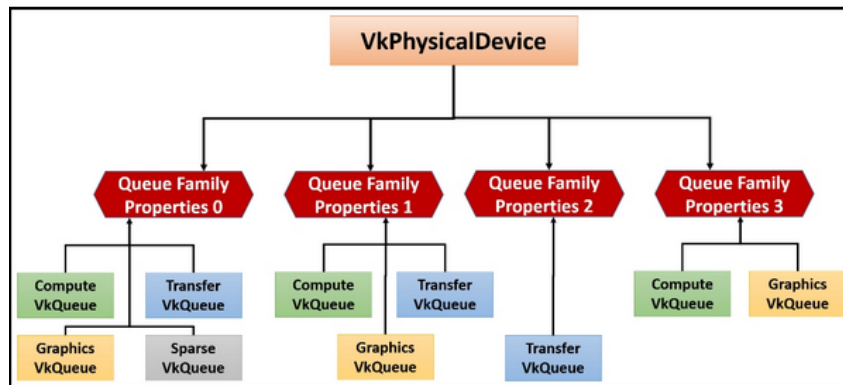 VkPhysicalDevice
Queue Family
Properties 0
Queue Family
Properties 1
Queue Family
Properties 2
Queue Family
Properties 3
Compute
VkQueue
Transfer
VkQueue
Graphics
VkQueue
Sparse
VkQueue
Compute
VkQueue
Transfer
VkQueue
Graphics
VkQueue
Transfer
VkQueue
Compute
VkQueue
Graphics
VkQueue